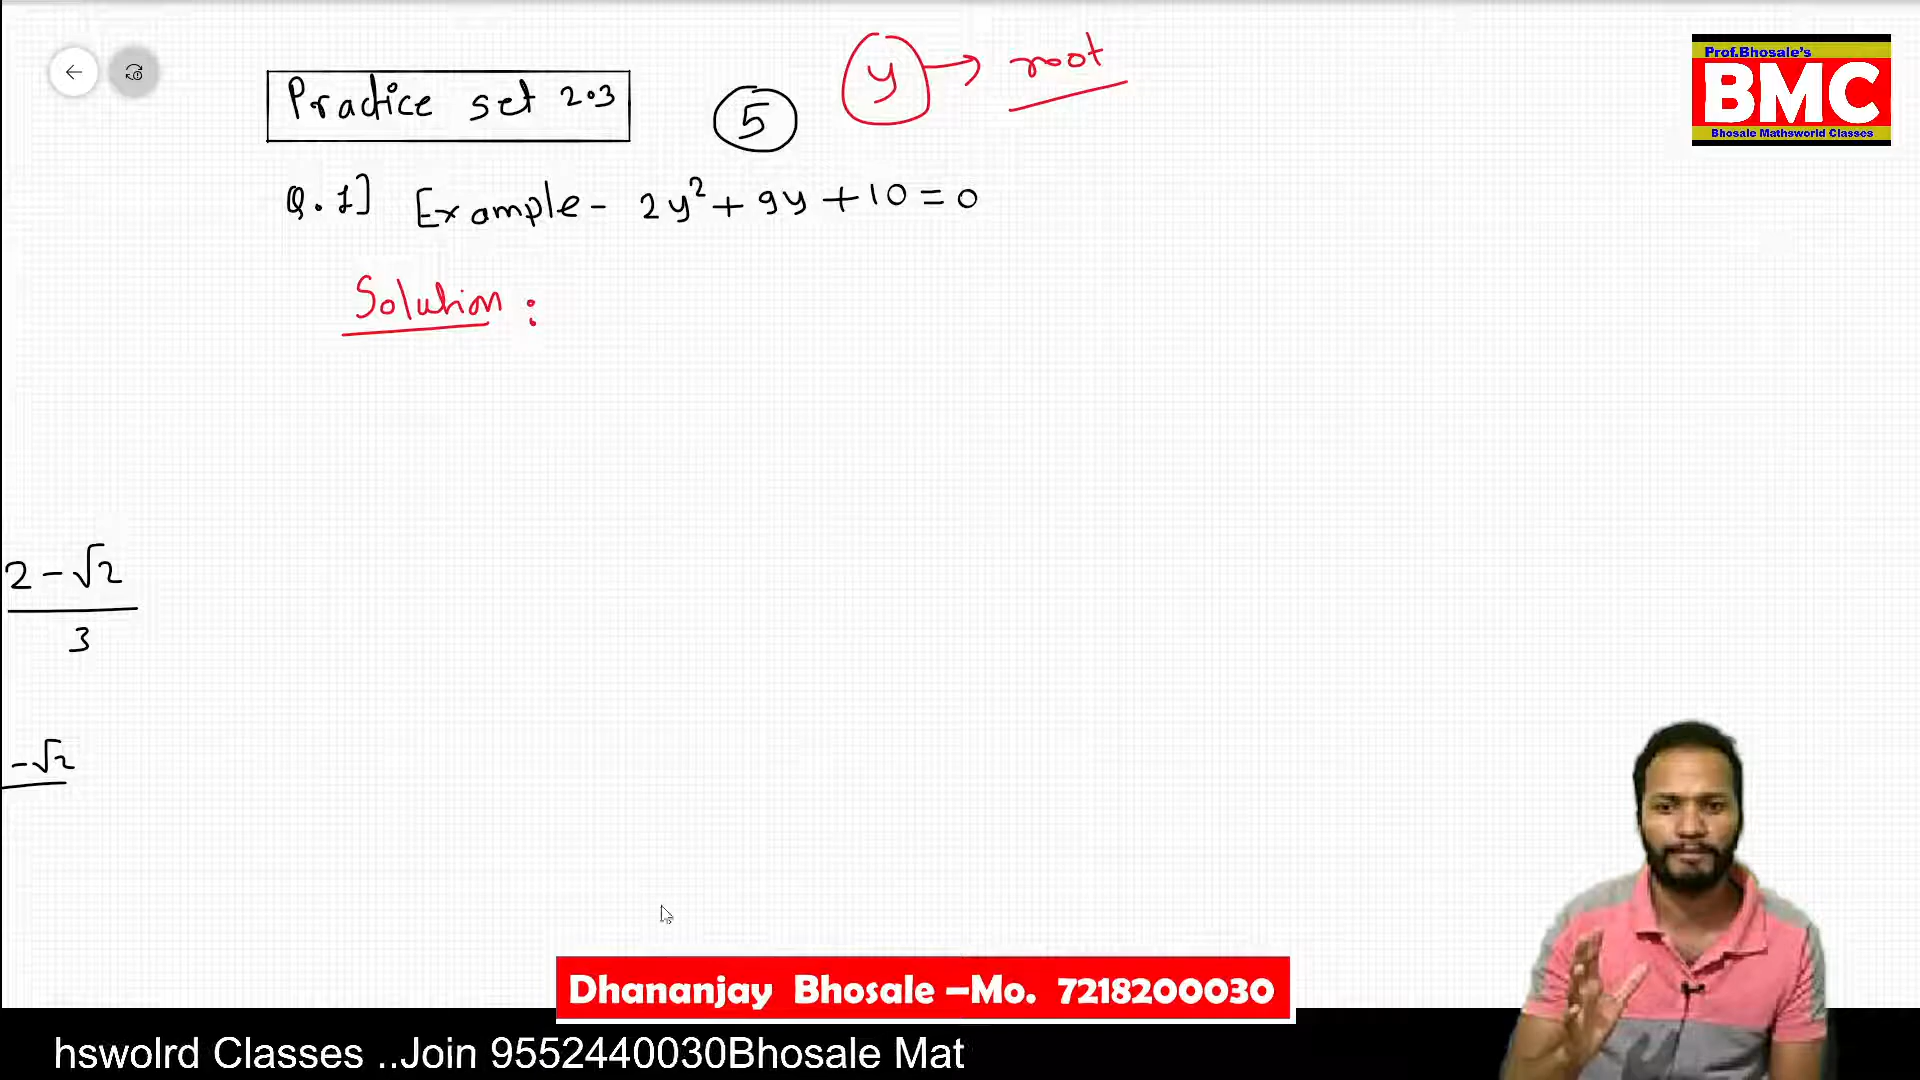 Practice set 2.3
5
y → root
Prof.Bhosale's
BMC
Bhosale Mathsworld Classes
Q.1] Example- 2y²+9y+10=0
Solution :
2-√2
3
-√2
Dhananjay Bhosale –Mo. 7218200030
hswolrd Classes ..Join 9552440030Bhosale Mat